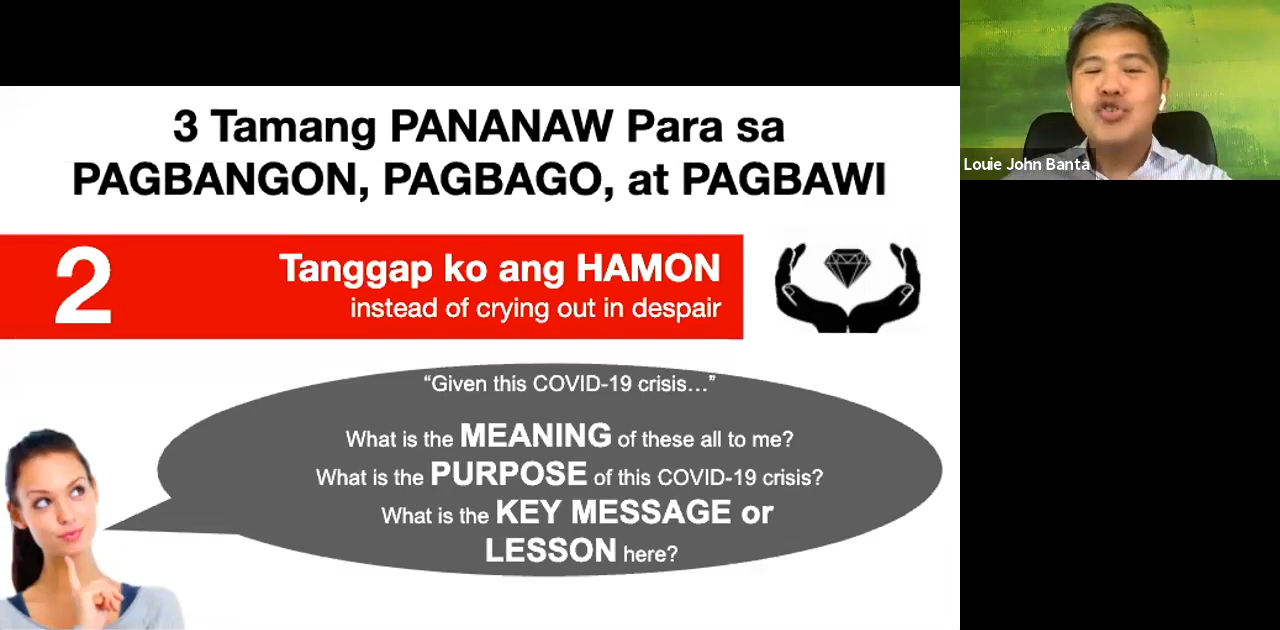 3 Tamang PANANAW Para sa
PAGBANGON, PAGBAGO, at PAGBAWI
2
Tanggap ko ang HAMON
instead of crying out in despair
“Given this COVID-19 crisis…”
What is the MEANING of these all to me?
What is the PURPOSE of this COVID-19 crisis?
What is the KEY MESSAGE or
LESSON here?
Louie John Banta